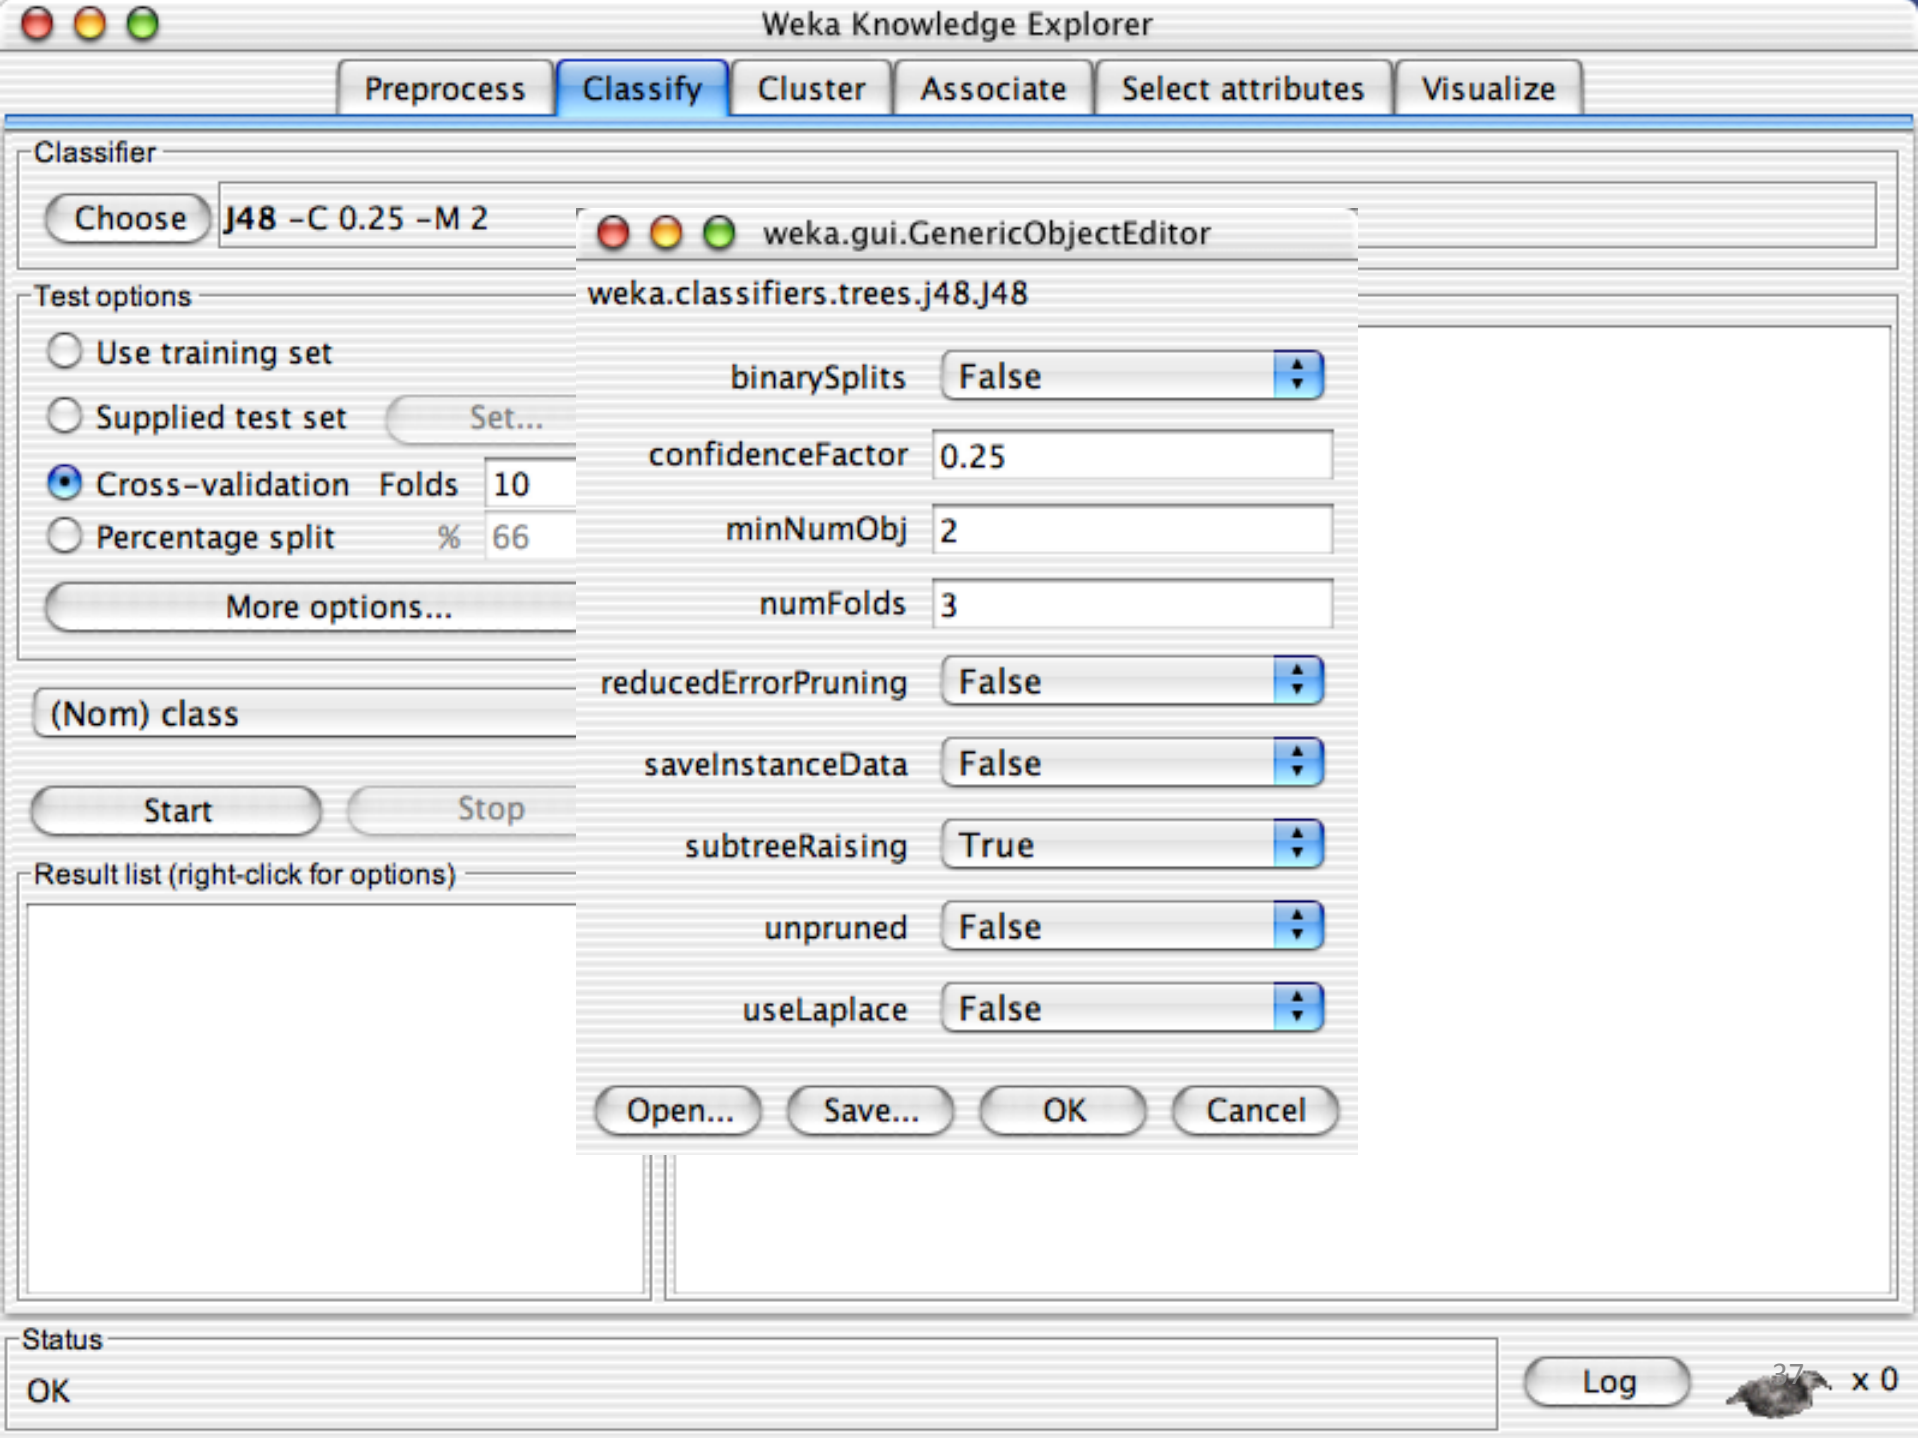 Weka Knowledge Explorer
Preprocess Classify Cluster Associate Select attributes Visualize
Classifier
Choose J48 -C 0.25 -M 2
weka.gui.GenericObjectEditor
weka.classifiers.trees.j48.J48
Test options
Use training set
Supplied test set Set...
Cross-validation Folds 10
Percentage split % 66
More options...
(Nom) class
Start Stop
Result list (right-click for options)
binarySplits False
confidenceFactor 0.25
minNumObj 2
numFolds 3
reducedErrorPruning False
saveInstanceData False
subtreeRaising True
unpruned False
useLaplace False
Open... Save... OK Cancel
Status
OK
Log 37 x 0